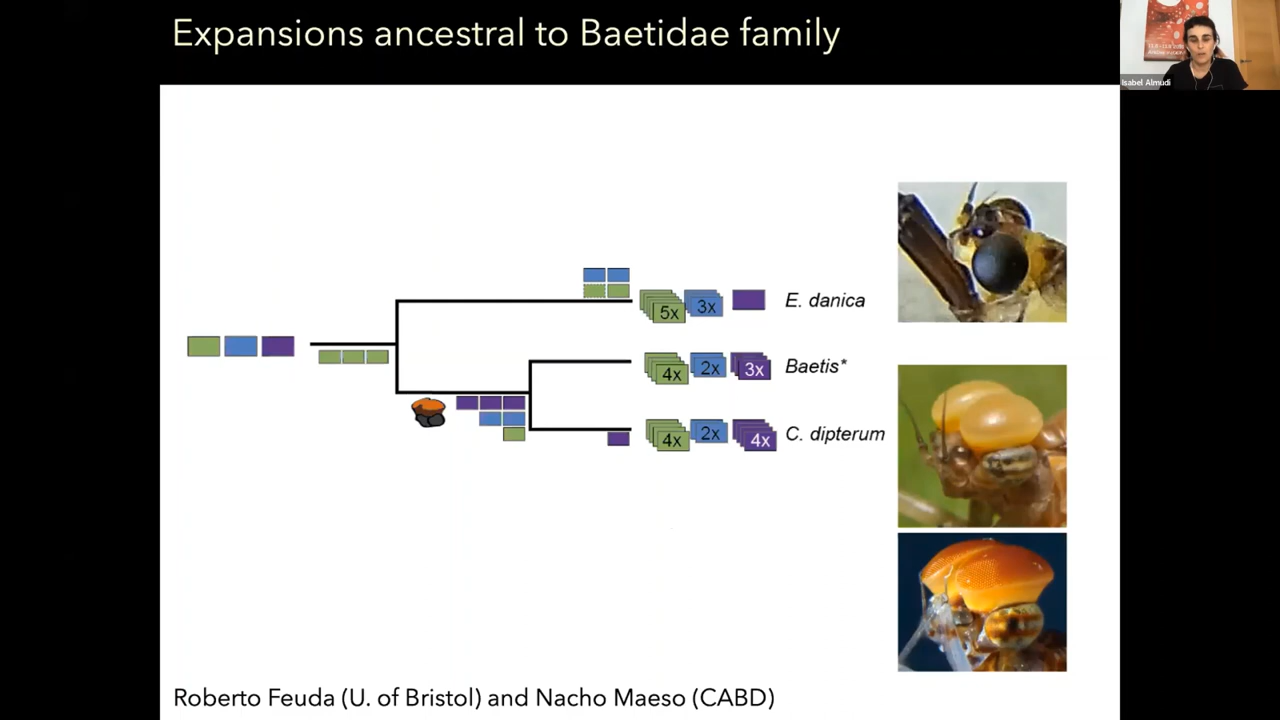 Expansions ancestral to Baetidae family
Isabel Almudi
5x 3x E. danica
4x 2x 3x Baetis*
4x 2x 4x C. dipterum
Roberto Feuda (U. of Bristol) and Nacho Maeso (CABD)